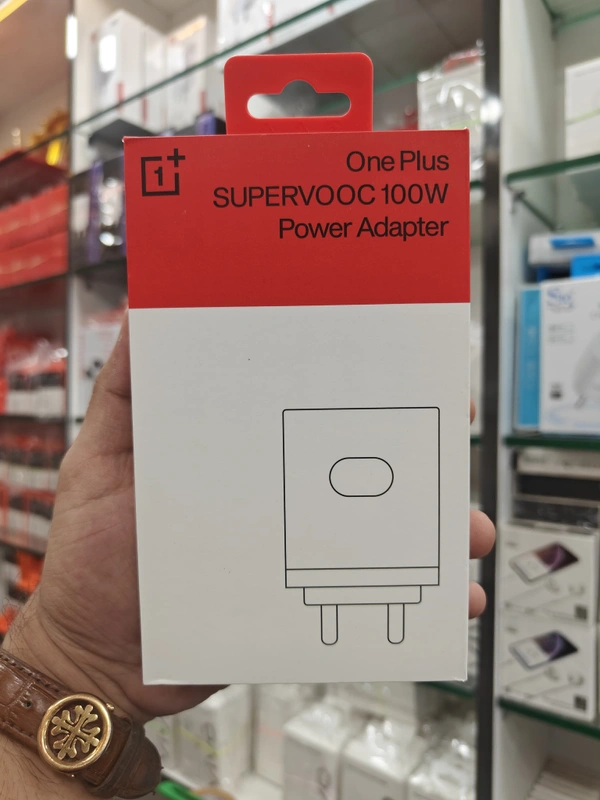 1+
One Plus
SUPERVOOC 100W
Power Adapter